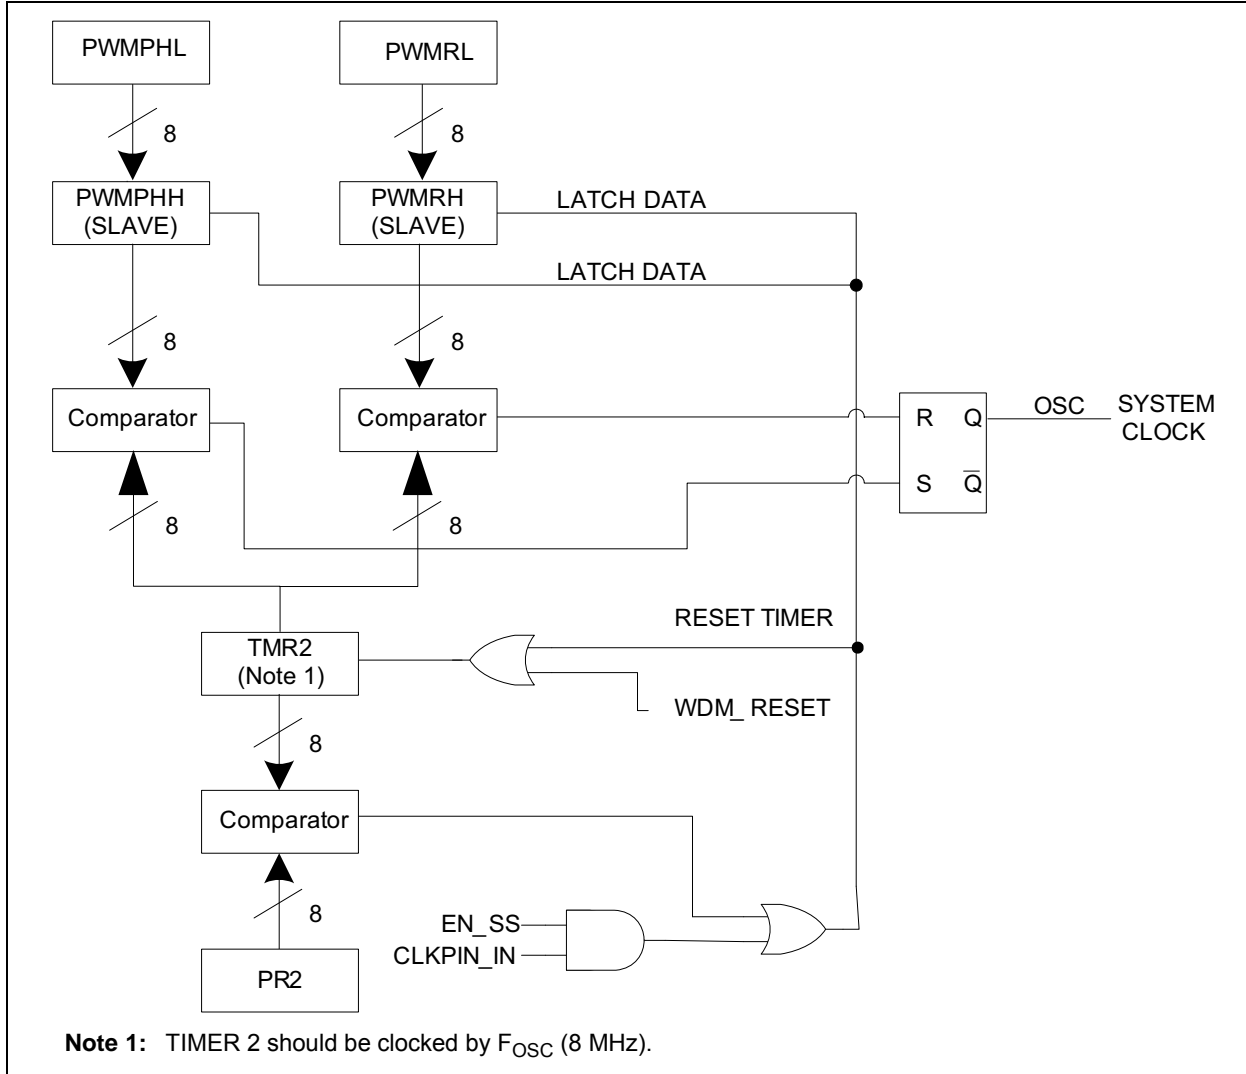 PWMPHL
PWMRL
8
8
PWMPHH
(SLAVE)
PWMRH
(SLAVE)
LATCH DATA
LATCH DATA
8
8
Comparator
Comparator
R Q
S Q̅
OSC
SYSTEM
CLOCK
8
8
TMR2
(Note 1)
RESET TIMER
WDM_ RESET
8
Comparator
8
EN_SS
CLKPIN_IN
PR2
Note 1: TIMER 2 should be clocked by FOSC (8 MHz).